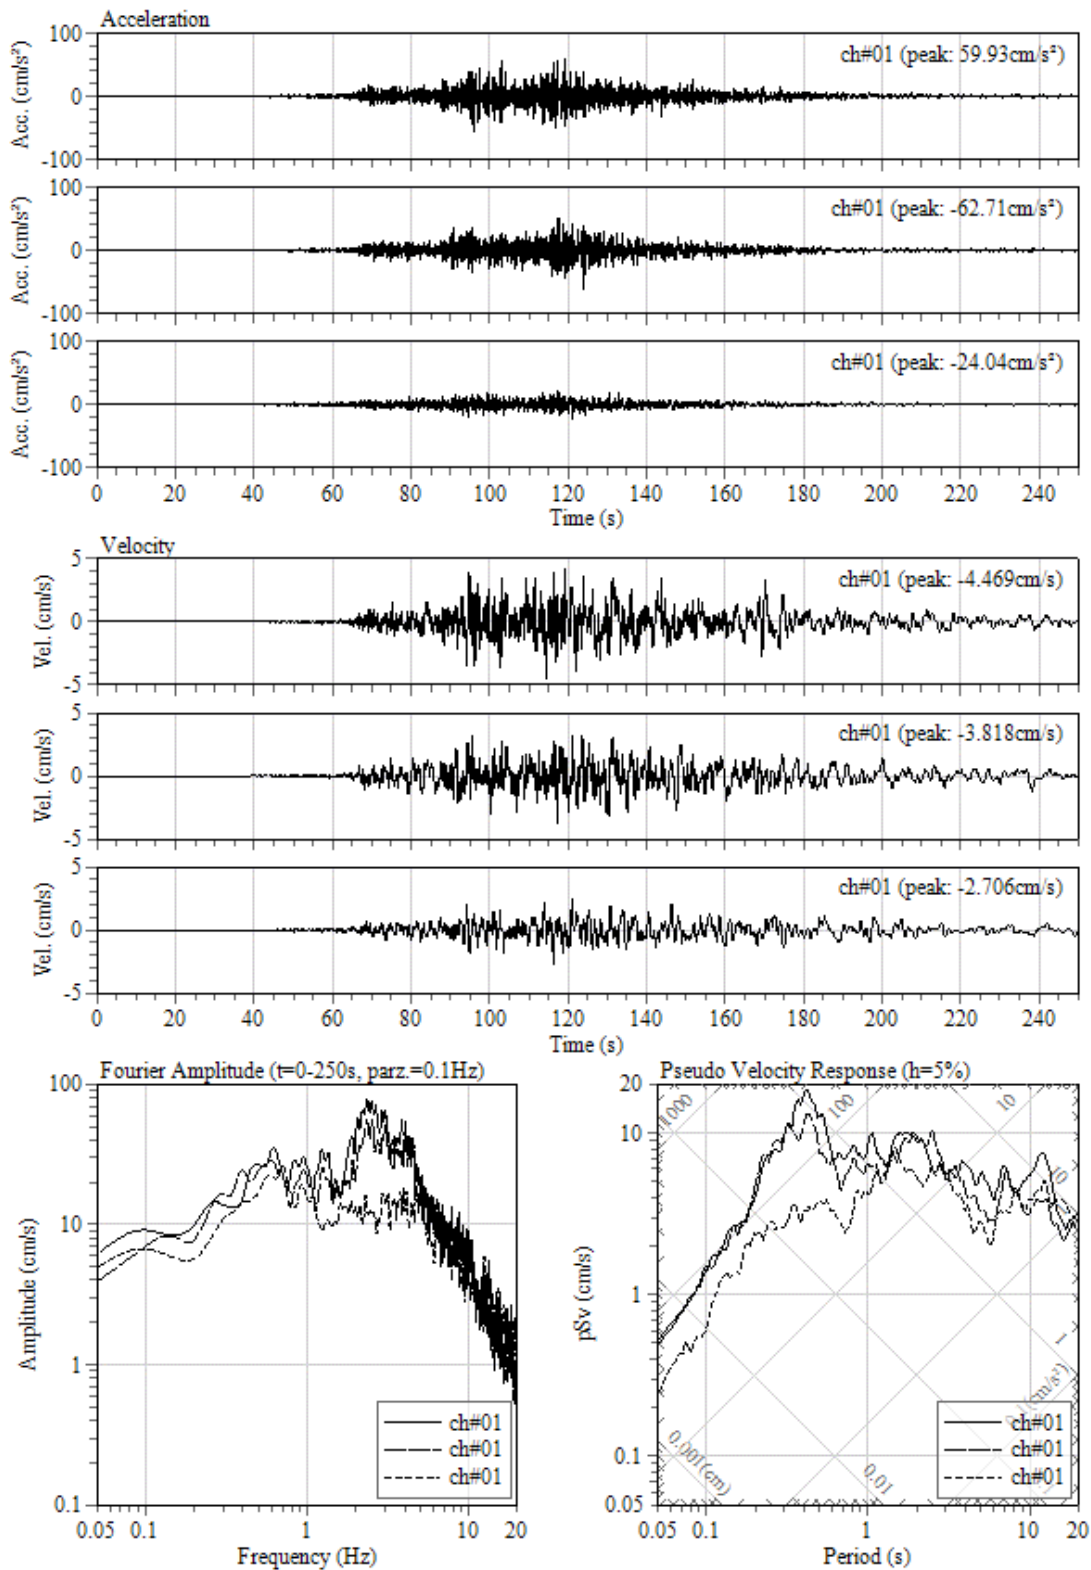 Acceleration
100
0
-100
Acc. (cm/s²)
ch#01 (peak: 59.93cm/s²)
100
0
-100
Acc. (cm/s²)
ch#01 (peak: -62.71cm/s²)
100
0
-100
Acc. (cm/s²)
ch#01 (peak: -24.04cm/s²)
0 20 40 60 80 100 120 140 160 180 200 220 240
Time (s)
Velocity
5
0
-5
Vel. (cm/s)
ch#01 (peak: -4.469cm/s)
5
0
-5
Vel. (cm/s)
ch#01 (peak: -3.818cm/s)
5
0
-5
Vel. (cm/s)
ch#01 (peak: -2.706cm/s)
0 20 40 60 80 100 120 140 160 180 200 220 240
Time (s)
Fourier Amplitude (t=0-250s, parz.=0.1Hz)
100
10
1
0.1
Amplitude (cm/s)
ch#01
ch#01
ch#01
0.05 0.1 1 10 20
Frequency (Hz)
Pseudo Velocity Response (h=5%)
20
10
1
0.1
0.05
pSv (cm/s)
1000
100
10
10
1
0.1(cm/s²)
0.001(cm)
0.01
ch#01
ch#01
ch#01
0.05 0.1 1 10 20
Period (s)